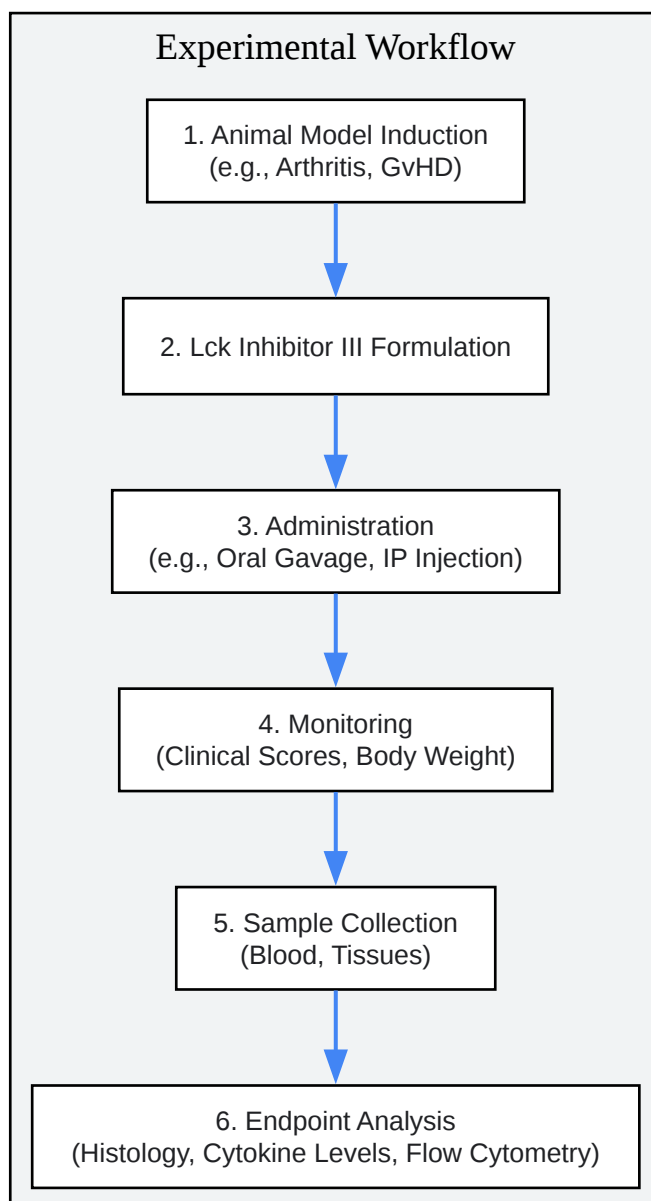 Experimental Workflow
1. Animal Model Induction
(e.g., Arthritis, GvHD)
2. Lck Inhibitor III Formulation
3. Administration
(e.g., Oral Gavage, IP Injection)
4. Monitoring
(Clinical Scores, Body Weight)
5. Sample Collection
(Blood, Tissues)
6. Endpoint Analysis
(Histology, Cytokine Levels, Flow Cytometry)